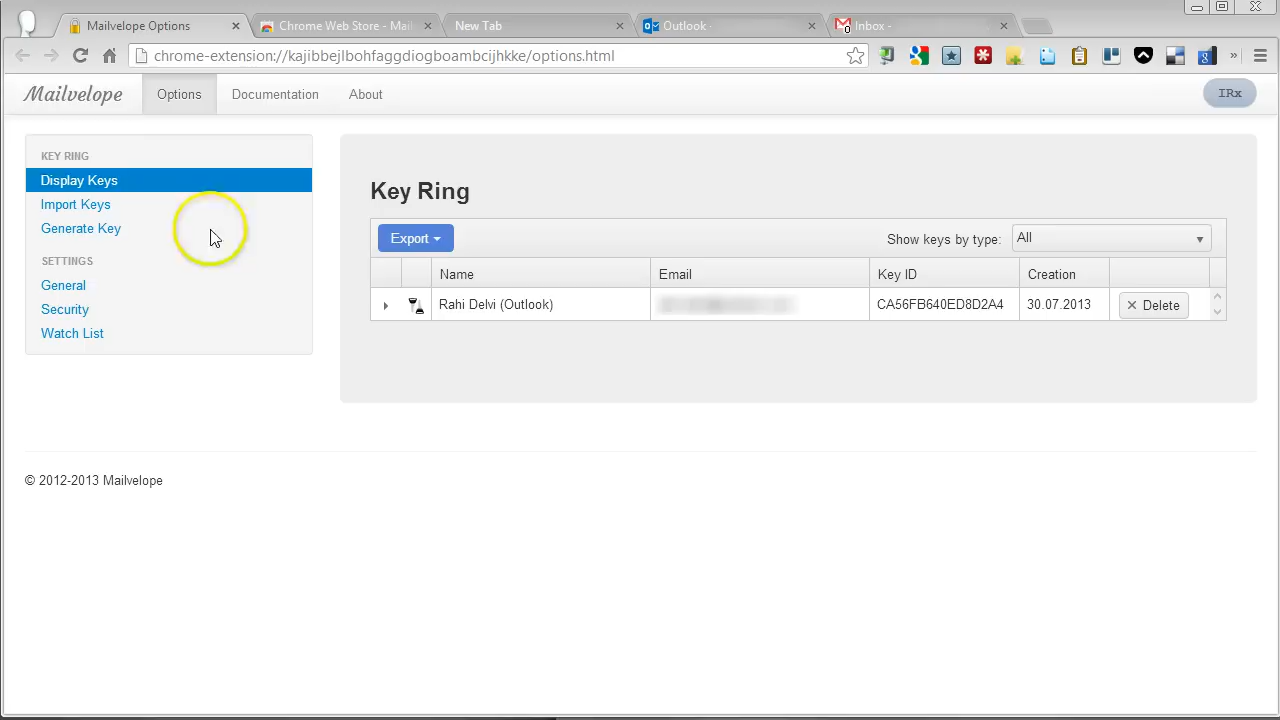 Mailvelope Options
Chrome Web Store - Mail
New Tab
Outlook -
Inbox -
chrome-extension://kajibbejlbohfaggdiogboambcijhkke/options.html
Mailvelope
Options
Documentation
About
IRx
KEY RING
Display Keys
Import Keys
Generate Key
SETTINGS
General
Security
Watch List
Key Ring
Export
Show keys by type:
All
Name
Email
Key ID
Creation
Rahi Delvi (Outlook)
CA56FB640ED8D2A4
30.07.2013
Delete
© 2012-2013 Mailvelope